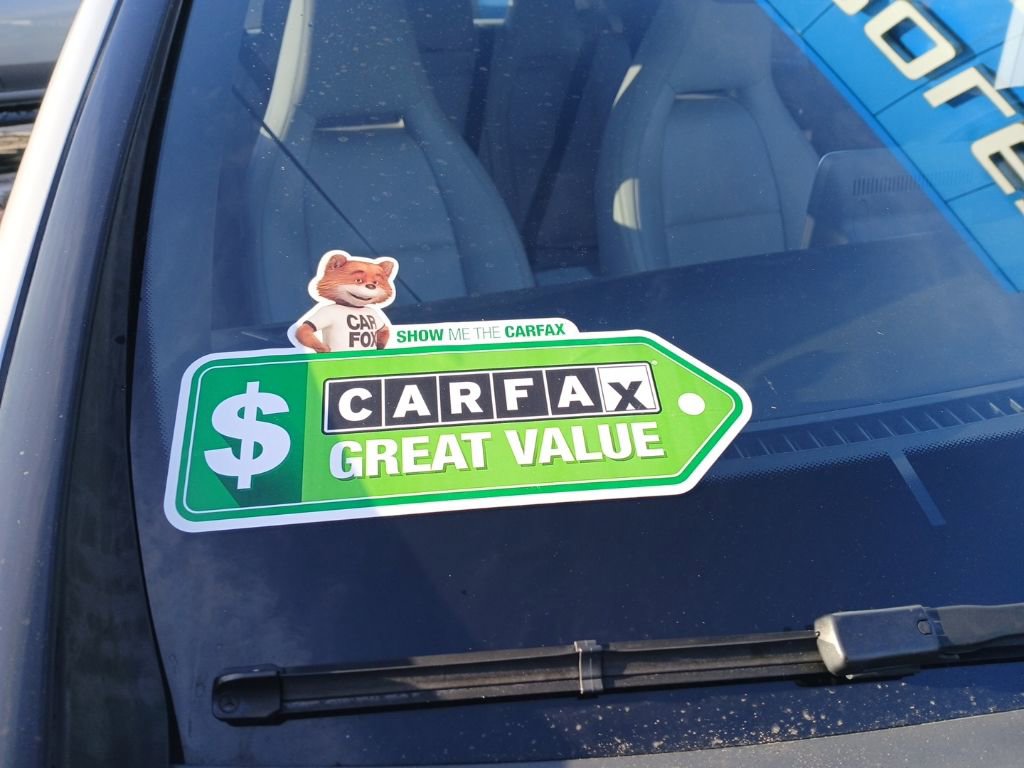 CAR
FOX
SHOW ME THE CARFAX
$ CARFAX
GREAT VALUE